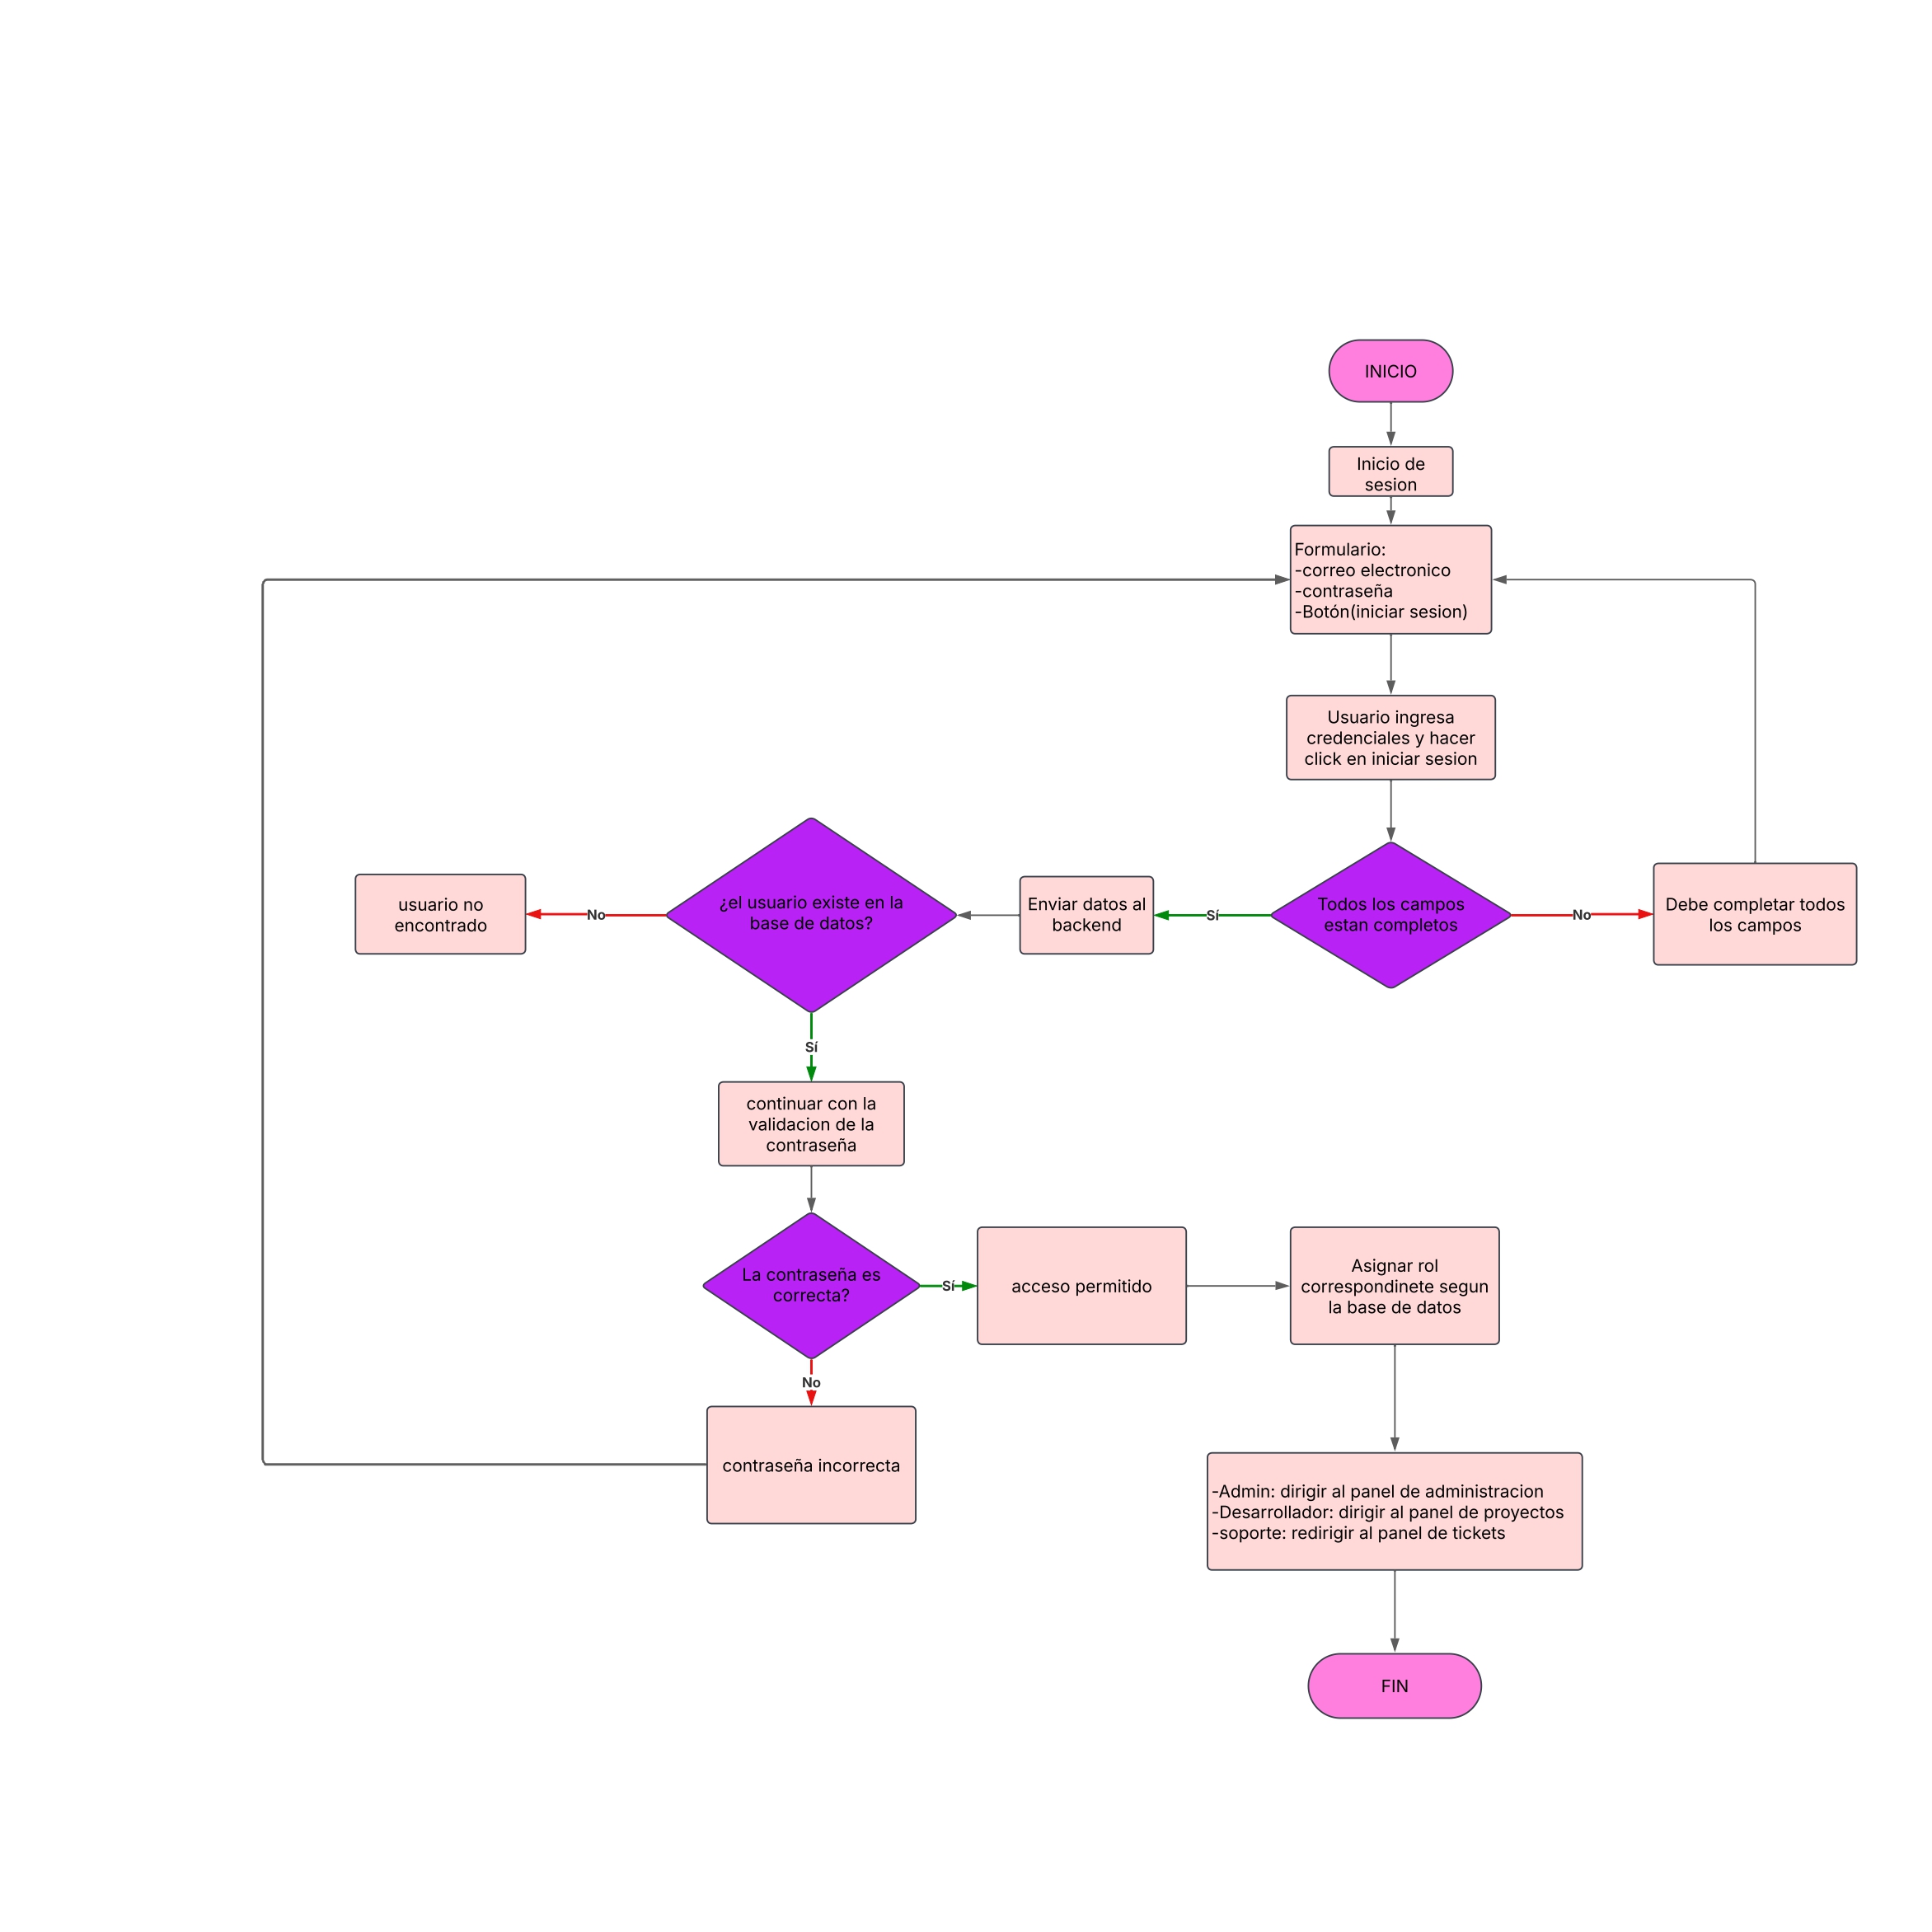 INICIO
Inicio de
sesion
Formulario:
-correo electronico
-contraseña
-Botón(iniciar sesion)
Usuario ingresa
credenciales y hacer
click en iniciar sesion
Todos los campos
estan completos
No
Debe completar todos
los campos
Sí
Enviar datos al
backend
¿el usuario existe en la
base de datos?
No
usuario no
encontrado
Sí
continuar con la
validacion de la
contraseña
La contraseña es
correcta?
Sí
acceso permitido
Asignar rol
correspondinete segun
la base de datos
No
contraseña incorrecta
-Admin: dirigir al panel de administracion
-Desarrollador: dirigir al panel de proyectos
-soporte: redirigir al panel de tickets
FIN